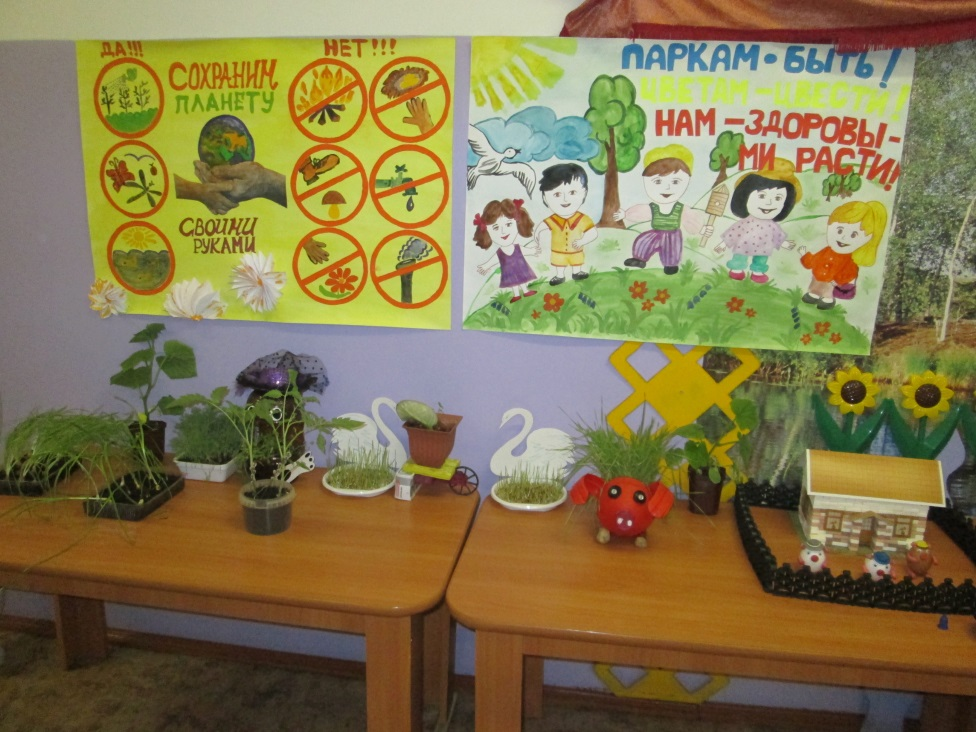 ДА!!!
НЕТ!!!
СОХРАНИМ
ПЛАНЕТУ
СВОИМИ
РУКАМИ
ПАРКАМ - БЫТЬ!
ЦВЕТАМ - ЦВЕСТИ!
НАМ - ЗДОРОВЫ-
МИ РАСТИ!